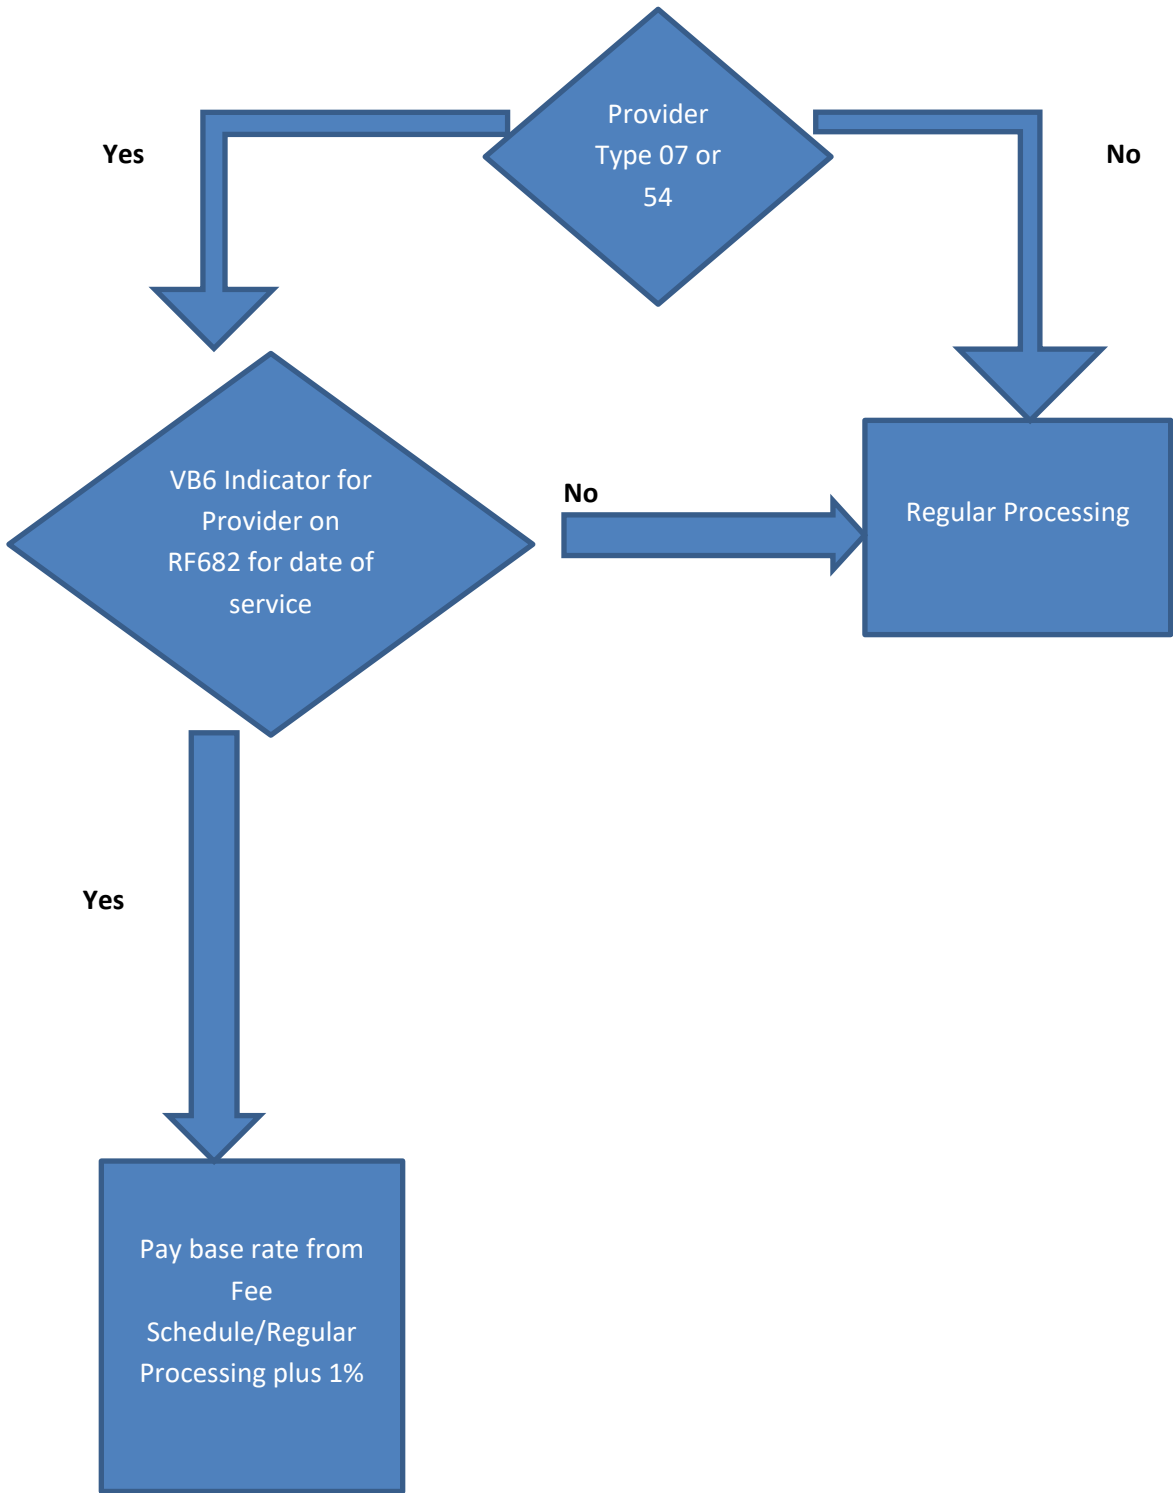 Provider
Type 07 or
54
Yes
No
VB6 Indicator for
Provider on
RF682 for date of
service
No
Regular Processing
Yes
Pay base rate from
Fee
Schedule/Regular
Processing plus 1%